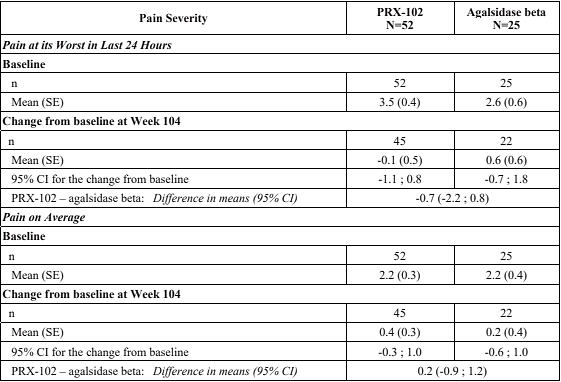 Pain Severity PRX-102 N=52 Agalsidase beta N=25
Pain at its Worst in Last 24 Hours
Baseline
n 52 25
Mean (SE) 3.5 (0.4) 2.6 (0.6)
Change from baseline at Week 104
n 45 22
Mean (SE) -0.1 (0.5) 0.6 (0.6)
95% CI for the change from baseline -1.1 ; 0.8 -0.7 ; 1.8
PRX-102 – agalsidase beta: Difference in means (95% CI) -0.7 (-2.2 ; 0.8)
Pain on Average
Baseline
n 52 25
Mean (SE) 2.2 (0.3) 2.2 (0.4)
Change from baseline at Week 104
n 45 22
Mean (SE) 0.4 (0.3) 0.2 (0.4)
95% CI for the change from baseline -0.3 ; 1.0 -0.6 ; 1.0
PRX-102 – agalsidase beta: Difference in means (95% CI) 0.2 (-0.9 ; 1.2)